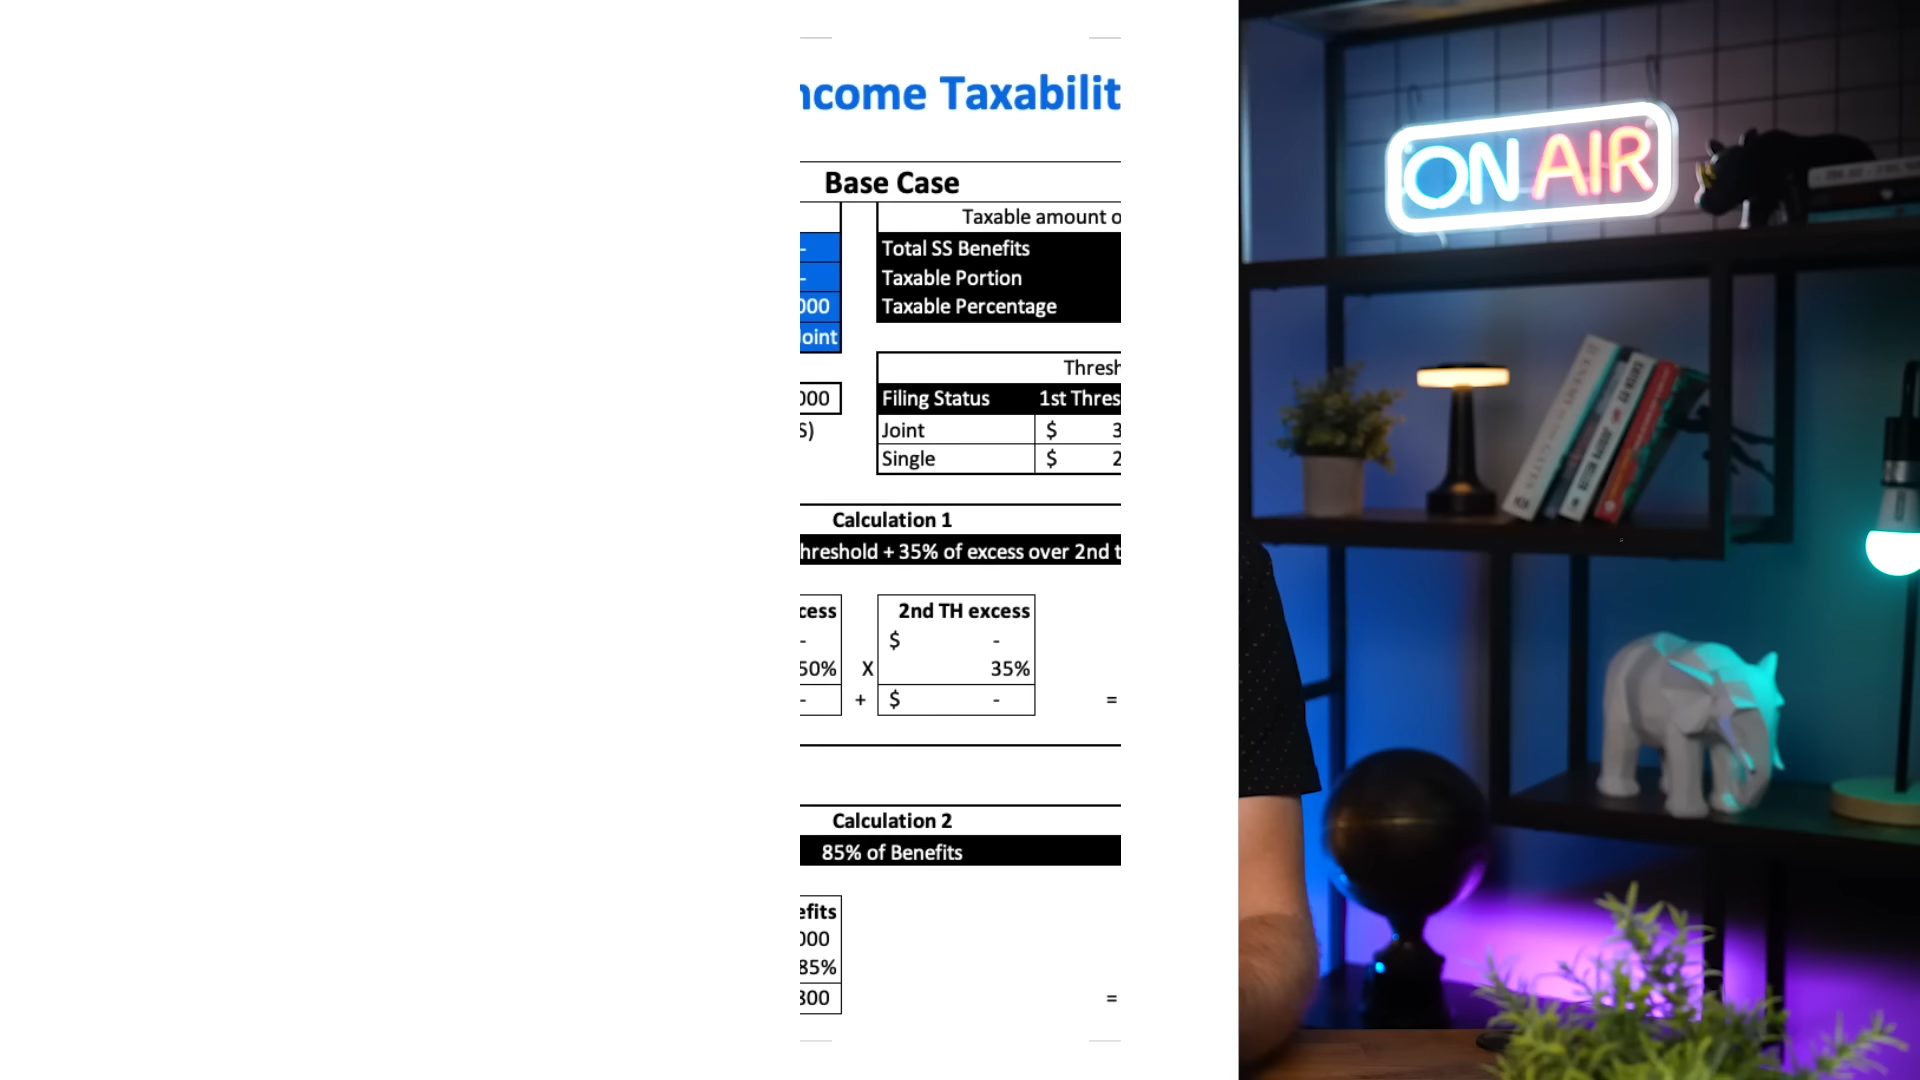 ncome Taxabilit
Base Case
Taxable amount o
- Total SS Benefits
- Taxable Portion
000 Taxable Percentage
oint
Thresh
000 Filing Status 1st Thres
S) Joint $ 3
Single $ 2
Calculation 1
hreshold + 35% of excess over 2nd t
cess 2nd TH excess
- $ -
50% X 35%
- + $ - =
Calculation 2
85% of Benefits
efits
000
85%
300 =
ON AIR